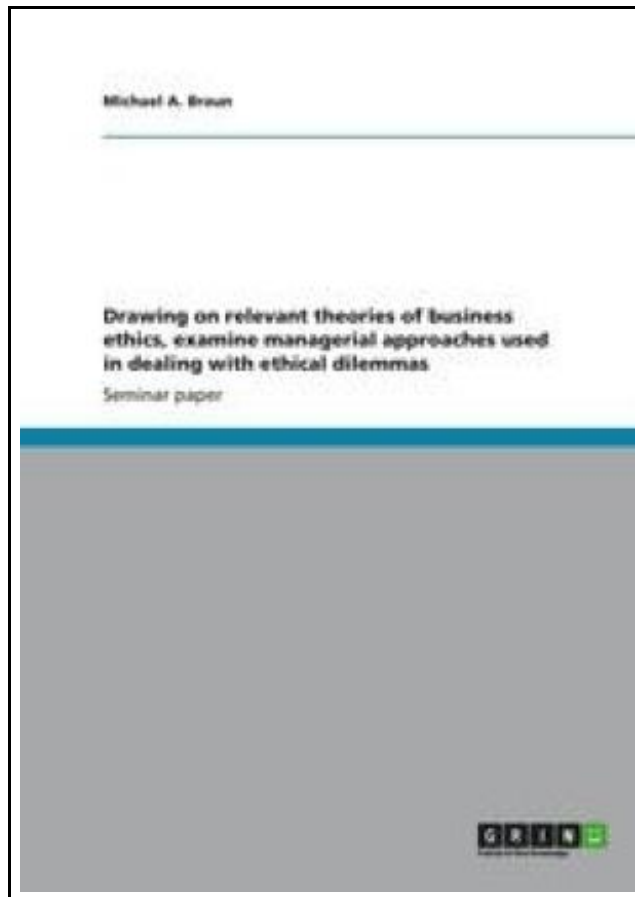 Michael A. Braun
Drawing on relevant theories of business
ethics, examine managerial approaches used
in dealing with ethical dilemmas
Seminar paper
GRIN